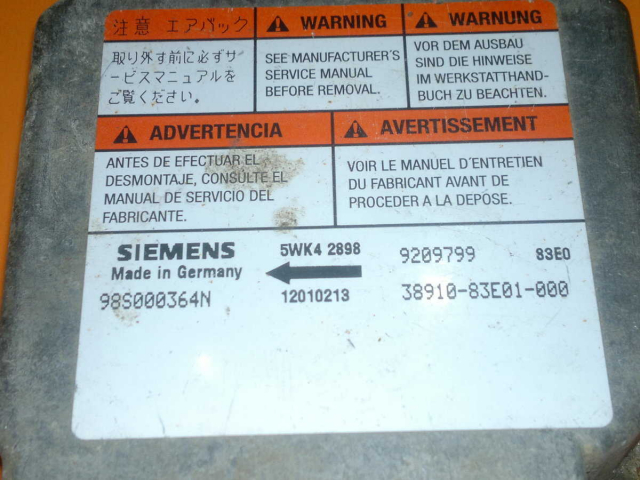 注意 エアバック
取り外す前に必ずサ
ービスマニュアルを
ご覧ください。
WARNING
SEE MANUFACTURER'S
SERVICE MANUAL
BEFORE REMOVAL.
WARNUNG
VOR DEM AUSBAU
SIND DIE HINWEISE
IM WERKSTATTHAND-
BUCH ZU BEACHTEN.
ADVERTENCIA
ANTES DE EFECTUAR EL
DESMONTAJE, CONSULTE EL
MANUAL DE SERVICIO DEL
FABRICANTE.
AVERTISSEMENT
VOIR LE MANUEL D'ENTRETIEN
DU FABRICANT AVANT DE
PROCEDER A LA DEPOSE.
SIEMENS 5WK4 2898 9209799 83E0
Made in Germany
98S000364N 12010213 38910-83E01-000